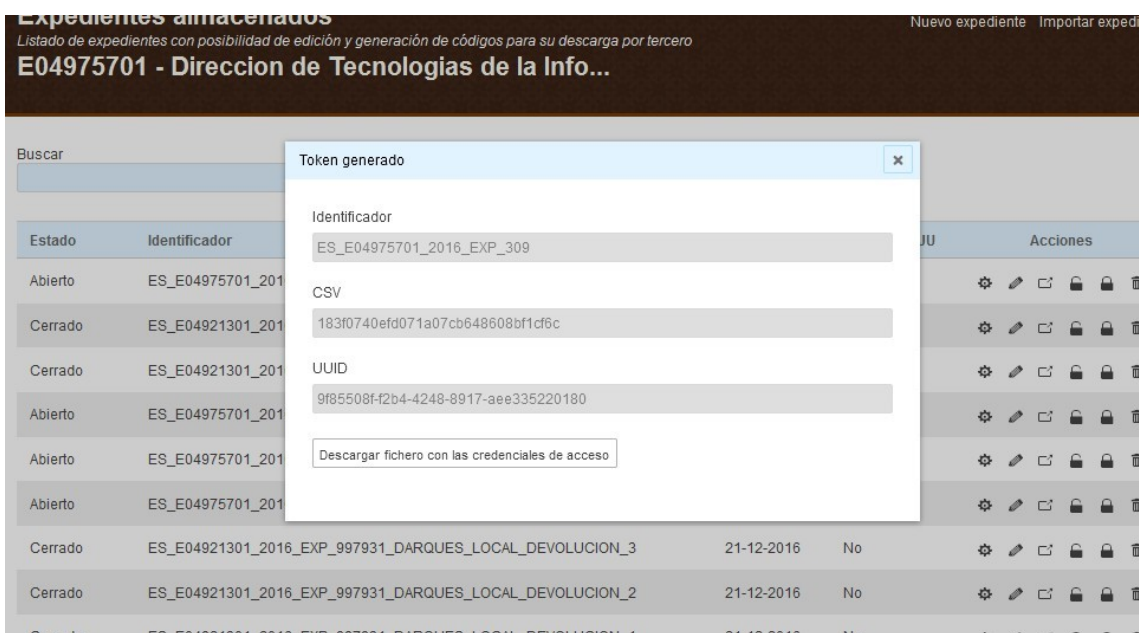 Expedientes almacenados
Nuevo expediente Importar expedi
Listado de expedientes con posibilidad de edición y generación de códigos para su descarga por tercero
E04975701 - Direccion de Tecnologias de la Info...
Buscar
Token generado
Identificador
ES_E04975701_2016_EXP_309
CSV
183f0740efd071a07cb648608bf1cf6c
UUID
9f85508f-f2b4-4248-8917-aee335220180
Descargar fichero con las credenciales de acceso
Estado Identificador JU Acciones
Abierto ES_E04975701_201
Cerrado ES_E04921301_201
Cerrado ES_E04921301_201
Abierto ES_E04975701_201
Abierto ES_E04975701_201
Abierto ES_E04975701_201
Cerrado ES_E04921301_2016_EXP_997931_DARQUES_LOCAL_DEVOLUCION_3 21-12-2016 No
Cerrado ES_E04921301_2016_EXP_997931_DARQUES_LOCAL_DEVOLUCION_2 21-12-2016 No